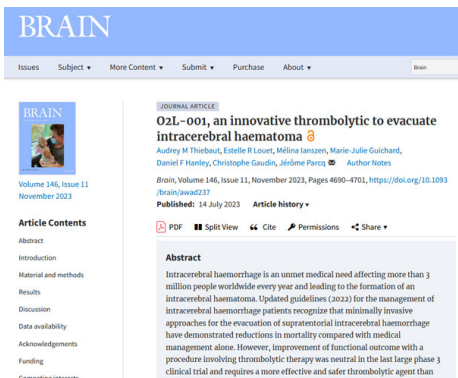 BRAIN
Issues Subject ▾ More Content ▾ Submit ▾ Purchase About ▾ Brain
BRAIN
Volume 146, Issue 11
November 2023
Article Contents
Abstract
Introduction
Material and methods
Results
Discussion
Data availability
Acknowledgements
Funding
Competing interests
JOURNAL ARTICLE
O2L-001, an innovative thrombolytic to evacuate
intracerebral haematoma
Audrey M Thiebaut, Estelle R Louet, Mélina Ianszen, Marie-Julie Guichard,
Daniel F Hanley, Christophe Gaudin, Jérôme Parcq Author Notes
Brain, Volume 146, Issue 11, November 2023, Pages 4690–4701, https://doi.org/10.1093
/brain/awad237
Published: 14 July 2023 Article history ▾
PDF Split View Cite Permissions Share ▾
Abstract
Intracerebral haemorrhage is an unmet medical need affecting more than 3
million people worldwide every year and leading to the formation of an
intracerebral haematoma. Updated guidelines (2022) for the management of
intracerebral haemorrhage patients recognize that minimally invasive
approaches for the evacuation of supratentorial intracerebral haemorrhage
have demonstrated reductions in mortality compared with medical
management alone. However, improvement of functional outcome with a
procedure involving thrombolytic therapy was neutral in the last large phase 3
clinical trial and requires a more effective and safer thrombolytic agent than